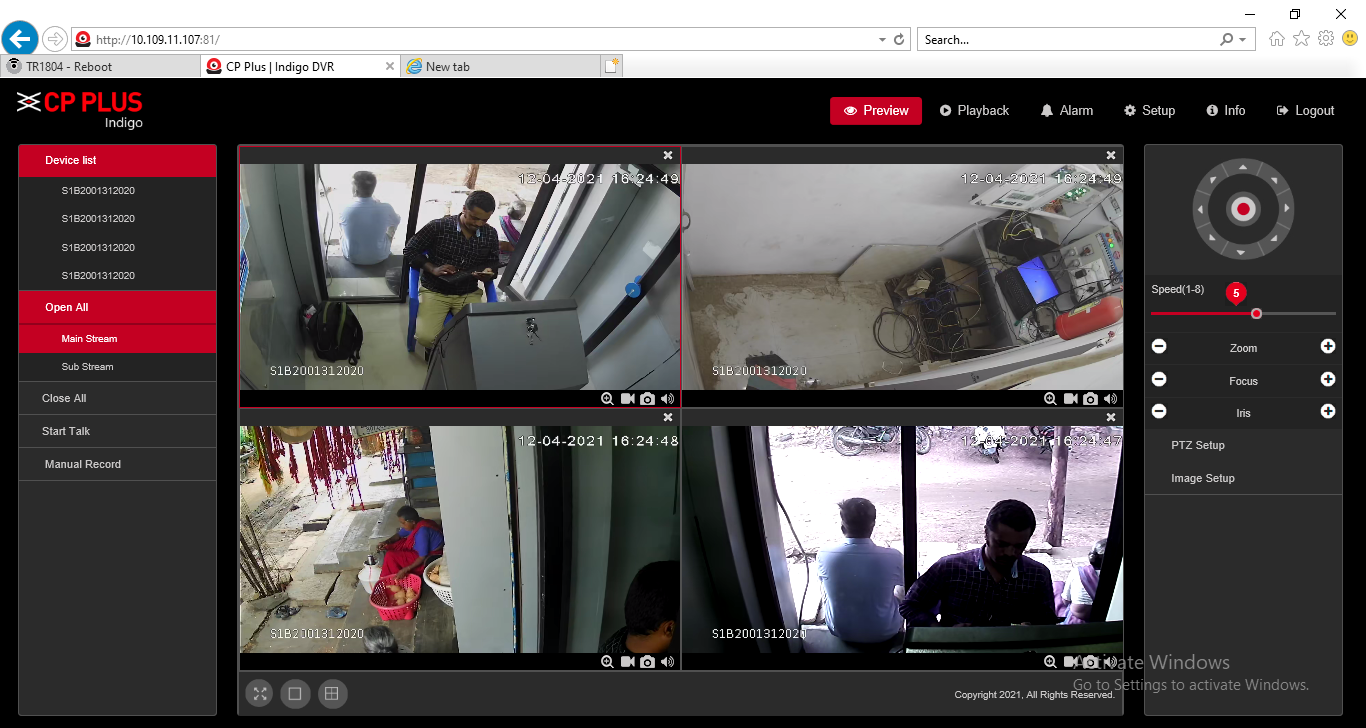 http://10.109.11.107:81/
Search...
TR1804 - Reboot
CP Plus | Indigo DVR
New tab
CP PLUS
Indigo
Preview
Playback
Alarm
Setup
Info
Logout
Device list
S1B2001312020
S1B2001312020
S1B2001312020
S1B2001312020
Open All
Main Stream
Sub Stream
Close All
Start Talk
Manual Record
12-04-2021 16:24:49
S1B2001312020
12-04-2021 16:24:49
S1B2001312020
12-04-2021 16:24:48
S1B2001312020
12-04-2021 16:24:47
S1B2001312020
Speed(1-8)
5
Zoom
Focus
Iris
PTZ Setup
Image Setup
Activate Windows
Go to Settings to activate Windows.
Copyright 2021, All Rights Reserved.